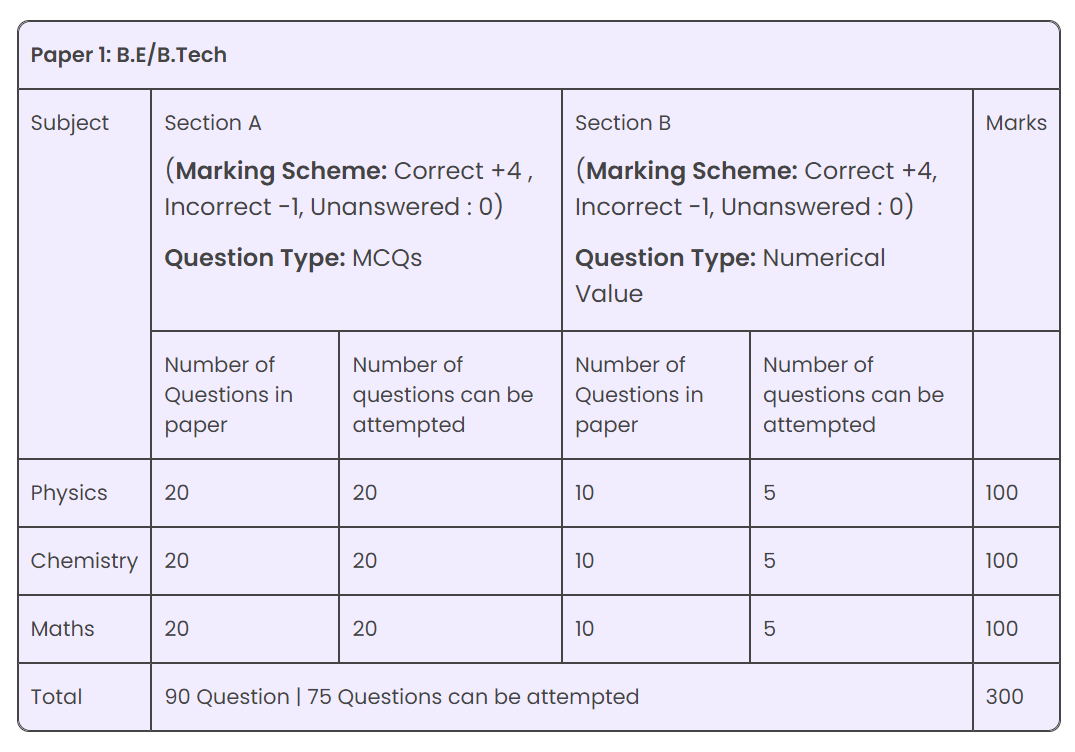 Paper 1: B.E/B.Tech
Subject
Section A
(Marking Scheme: Correct +4 ,
Incorrect -1, Unanswered : 0)
Question Type: MCQs
Section B
(Marking Scheme: Correct +4,
Incorrect -1, Unanswered : 0)
Question Type: Numerical
Value
Marks
Number of
Questions in
paper
Number of
questions can be
attempted
Number of
Questions in
paper
Number of
questions can be
attempted
Physics 20 20 10 5 100
Chemistry 20 20 10 5 100
Maths 20 20 10 5 100
Total 90 Question | 75 Questions can be attempted 300